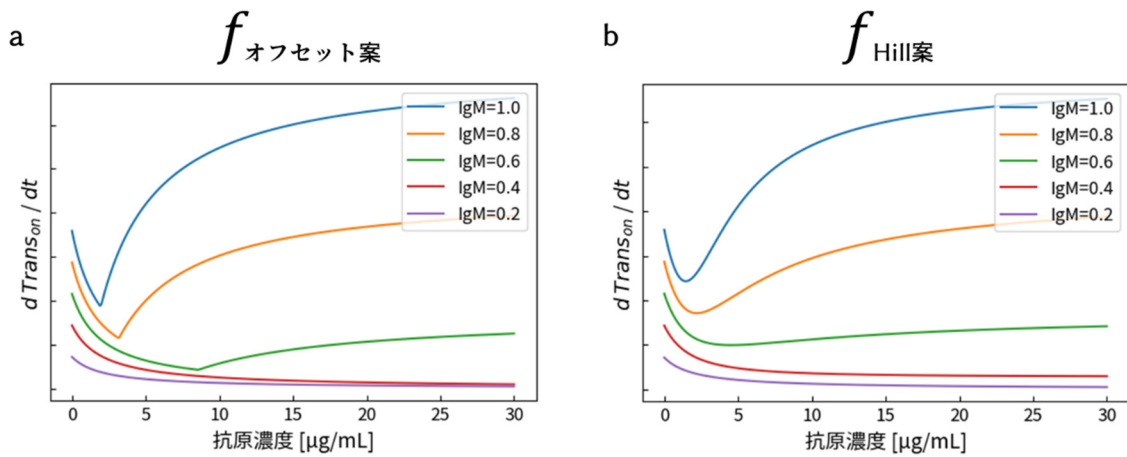 a
f オフセット案
IgM=1.0
IgM=0.8
IgM=0.6
IgM=0.4
IgM=0.2
d Trans_on / dt
0 5 10 15 20 25 30
抗原濃度 [μg/mL]
b
f Hill案
IgM=1.0
IgM=0.8
IgM=0.6
IgM=0.4
IgM=0.2
d Trans_on / dt
0 5 10 15 20 25 30
抗原濃度 [μg/mL]